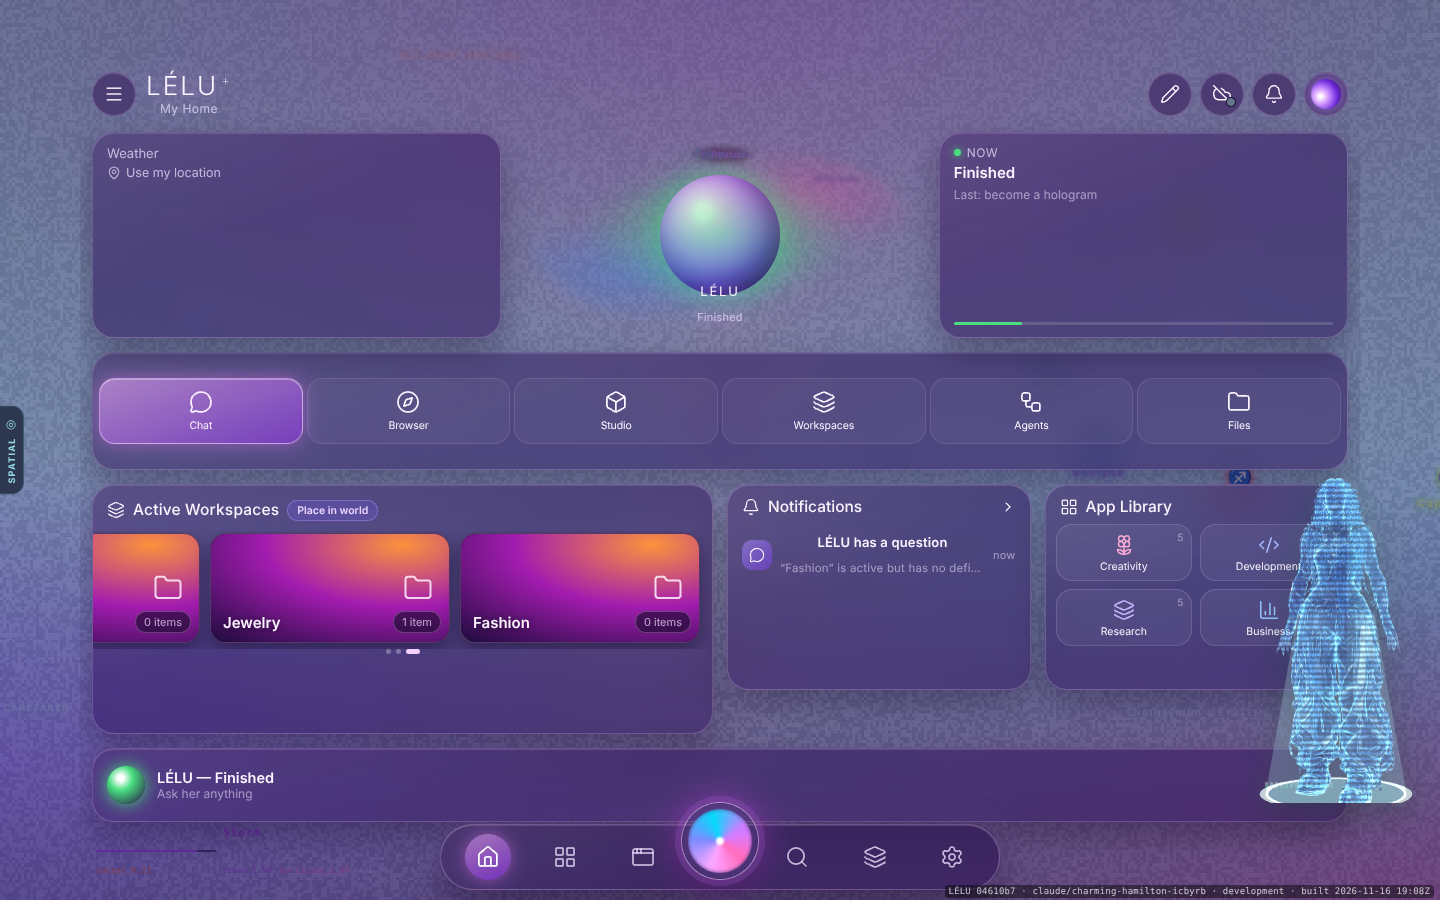 LÉLU +
My Home
Weather
Use my location
LÉLU
Finished
NOW
Finished
Last: become a hologram
Chat
Browser
Studio
Workspaces
Agents
Files
SPATIAL
Active Workspaces
Place in world
0 items
Jewelry
1 item
Fashion
0 items
Notifications
LÉLU has a question
"Fashion" is active but has no defi...
now
App Library
5
Creativity
Development
5
Research
Business
LÉLU — Finished
Ask her anything
LÉLU 04610b7 · claude/charming-hamilton-icbyrb · development · built 2026-11-16 19:08Z